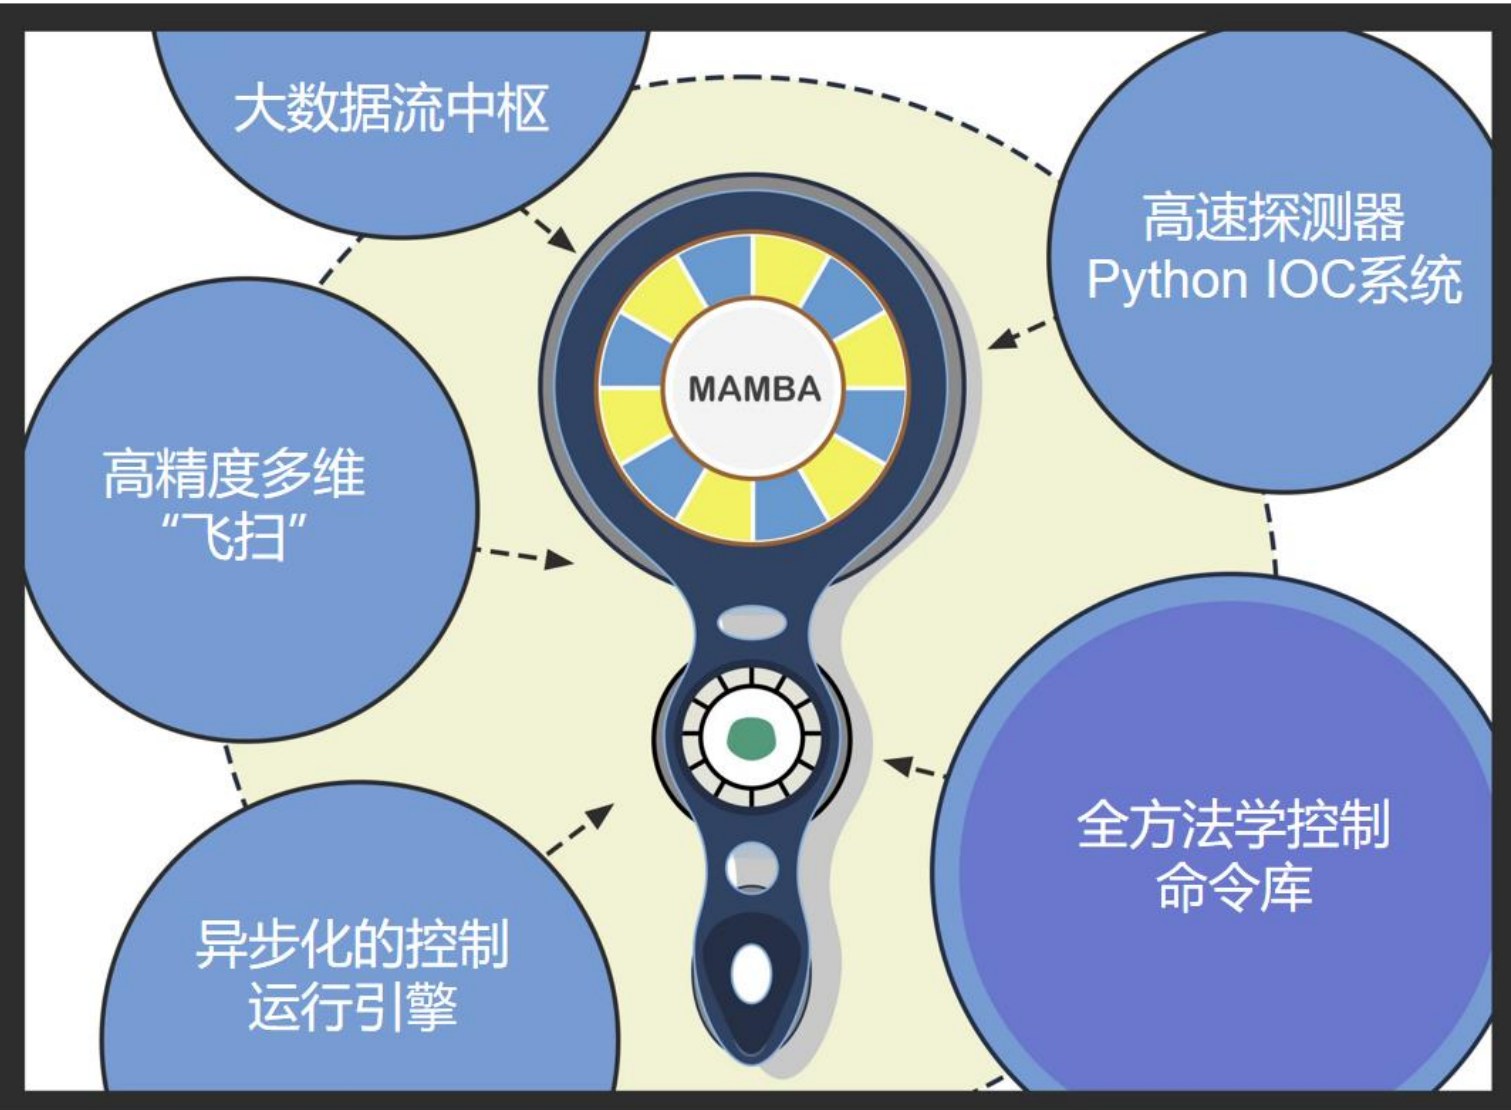 大数据流中枢
高速探测器
Python IOC系统
MAMBA
高精度多维
“飞扫”
全方法学控制
命令库
异步化的控制
运行引擎